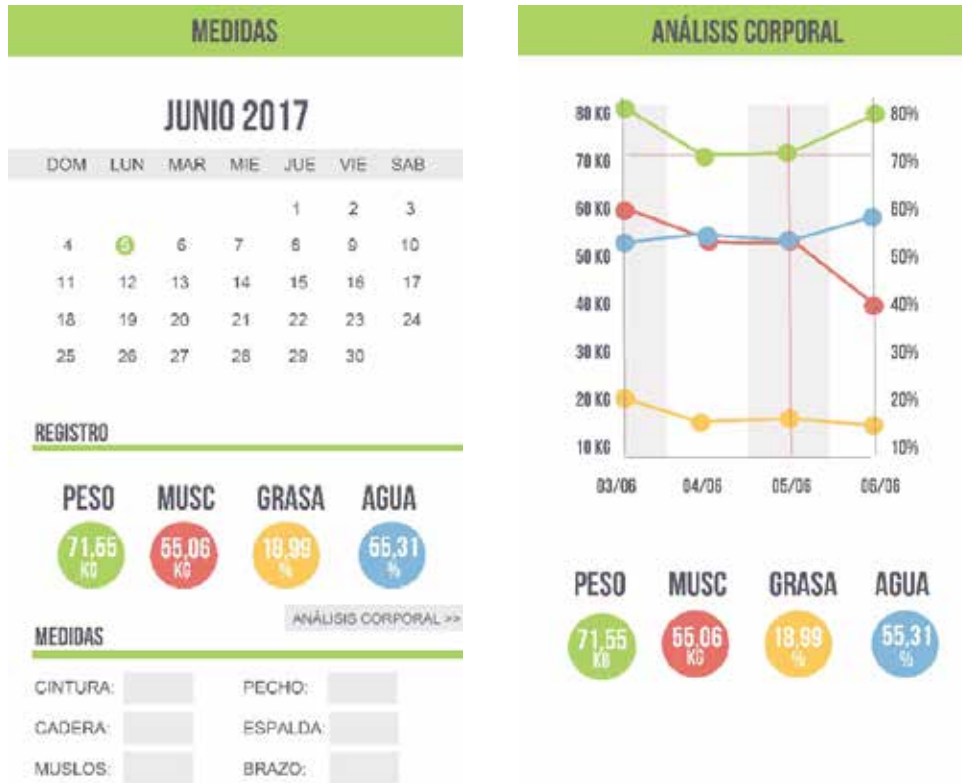 MEDIDAS
JUNIO 2017
DOM LUN MAR MIE JUE VIE SAB
1 2 3
4 5 6 7 8 9 10
11 12 13 14 15 16 17
18 19 20 21 22 23 24
25 26 27 28 29 30
REGISTRO
PESO MUSC GRASA AGUA
71,55 KG
55,06 KG
18,99 %
55,31 %
ANÁLISIS CORPORAL >>
MEDIDAS
CINTURA: PECHO:
CADERA: ESPALDA:
MUSLOS: BRAZO:
ANÁLISIS CORPORAL
80 KG 80%
70 KG 70%
60 KG 60%
50 KG 50%
40 KG 40%
30 KG 30%
20 KG 20%
10 KG 10%
03/06 04/06 05/06 06/06
PESO MUSC GRASA AGUA
71,55 KG
55,06 KG
18,99 %
55,31 %